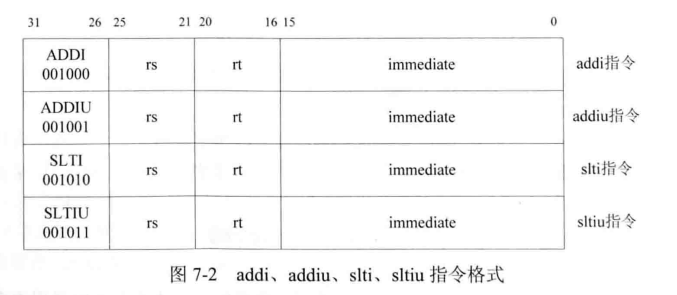 31 26 25 21 20 16 15 0
ADDI
001000 rs rt immediate addi指令
ADDIU
001001 rs rt immediate addiu指令
SLTI
001010 rs rt immediate slti指令
SLTIU
001011 rs rt immediate sltiu指令
图 7-2 addi、addiu、slti、sltiu 指令格式